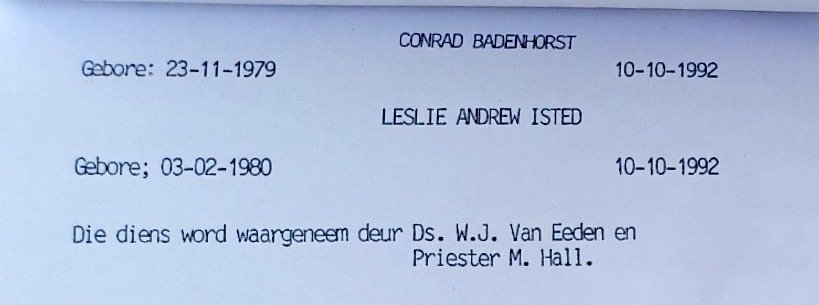 CONRAD BADENHORST
Gebore: 23-11-1979 10-10-1992
LESLIE ANDREW ISTED
Gebore; 03-02-1980 10-10-1992
Die diens word waargeneem deur Ds. W.J. Van Eeden en
Priester M. Hall.